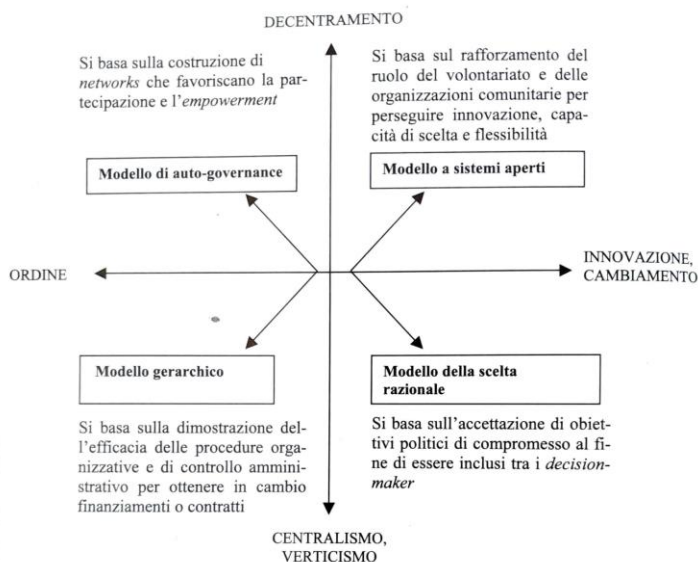 DECENTRAMENTO
Si basa sulla costruzione di
networks che favoriscano la par-
tecipazione e l'empowerment
Si basa sul rafforzamento del
ruolo del volontariato e delle
organizzazioni comunitarie per
perseguire innovazione, capa-
cità di scelta e flessibilità
Modello di auto-governance
Modello a sistemi aperti
ORDINE
INNOVAZIONE,
CAMBIAMENTO
Modello gerarchico
Modello della scelta
razionale
Si basa sulla dimostrazione del-
l'efficacia delle procedure orga-
nizzative e di controllo ammini-
strativo per ottenere in cambio
finanziamenti o contratti
Si basa sull'accettazione di obiet-
tivi politici di compromesso al fi-
ne di essere inclusi tra i decision-
maker
CENTRALISMO,
VERTICISMO